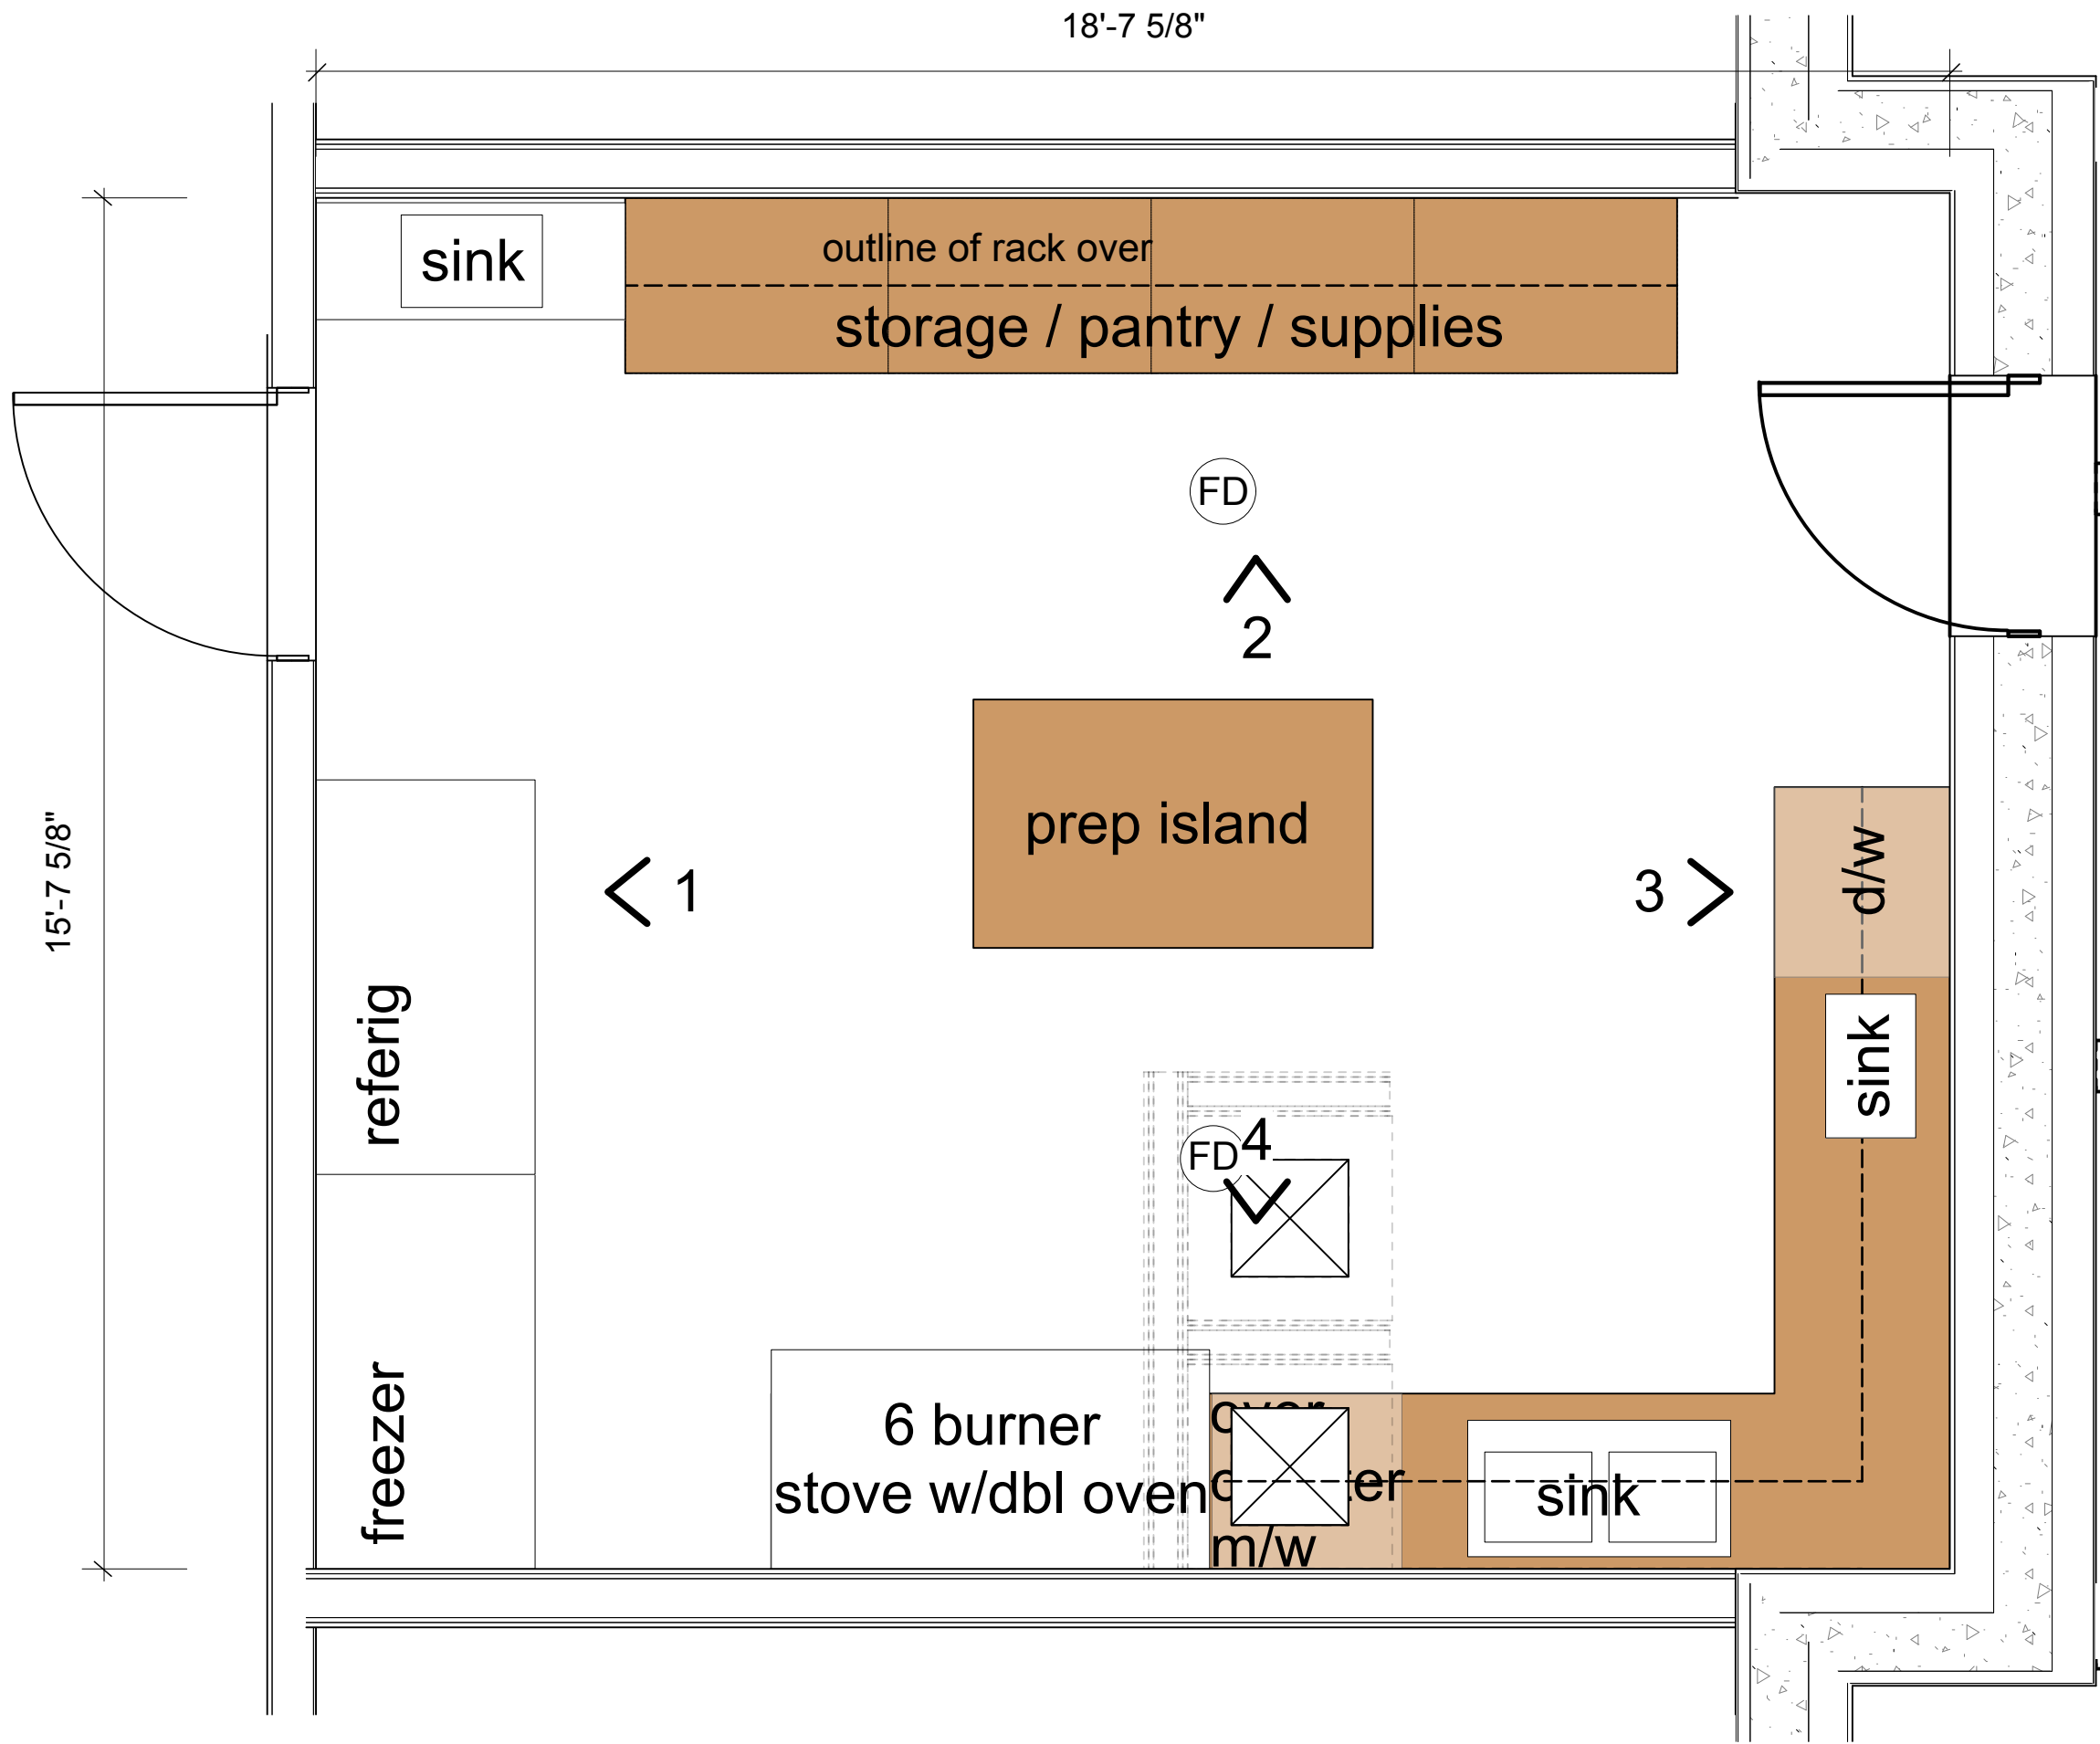 18'-7 5/8"
sink
outline of rack over
storage / pantry / supplies
FD
2
15'-7 5/8"
prep island
d/w
1
3
referig
sink
4
FD
freezer
6 burner
stove w/dbl oven
over
m/w
sink